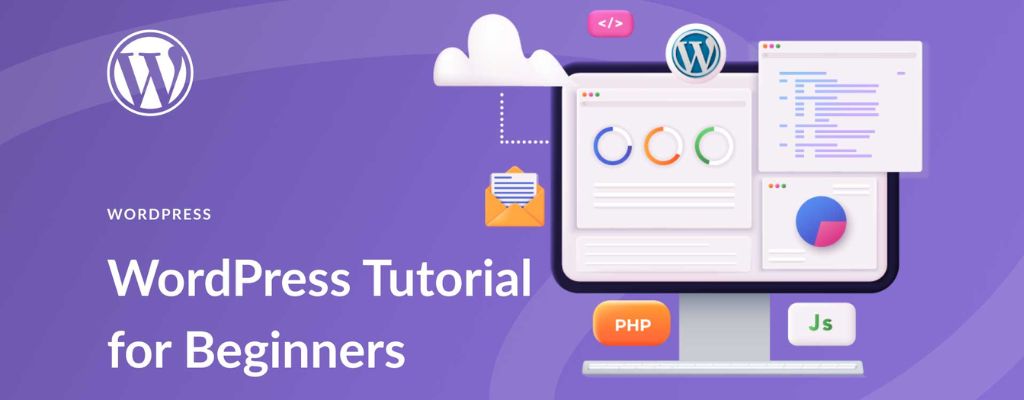 </>
WORDPRESS
WordPress Tutorial
for Beginners
PHP
Js